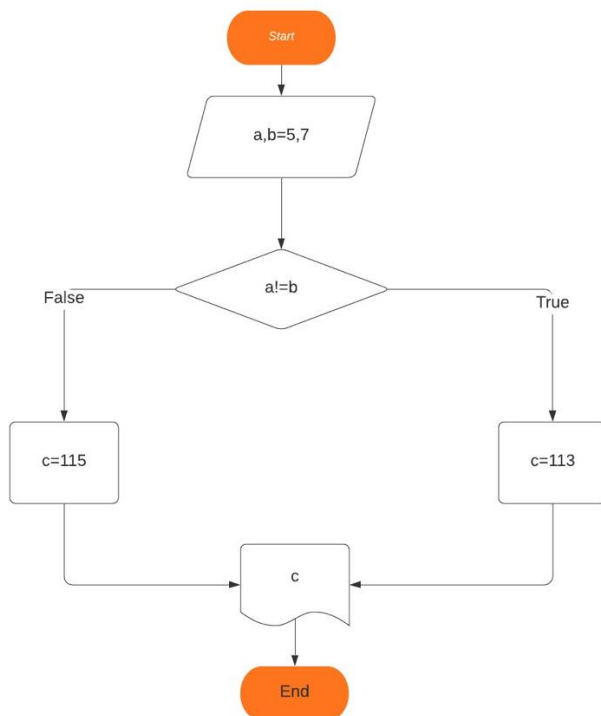 Start
a,b=5,7
a!=b
False
True
c=115
c=113
c
End